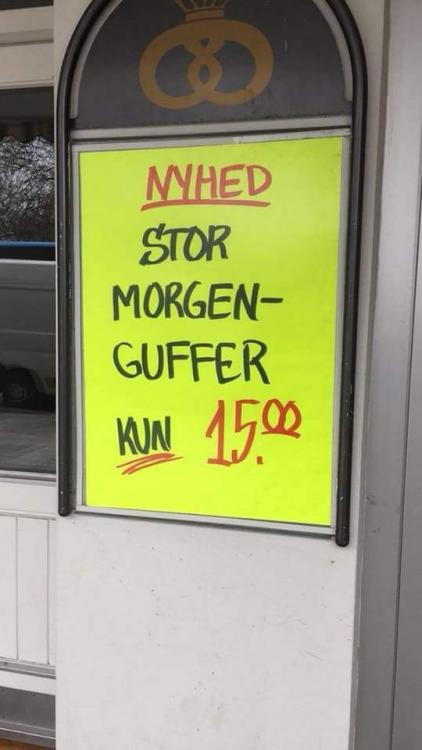 NYHED
STOR
MORGEN-
GUFFER
KUN 15.00